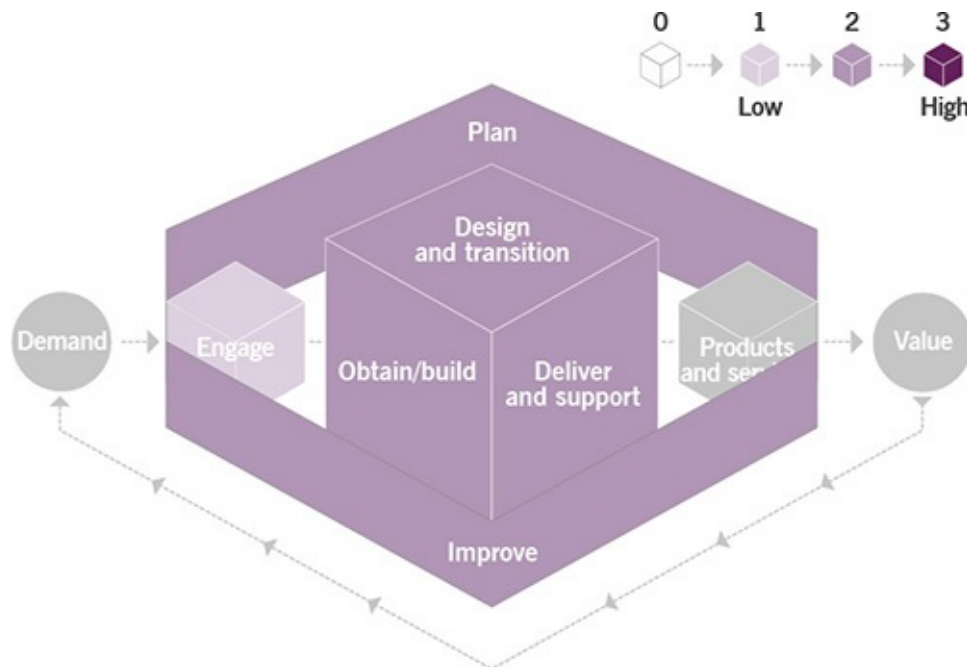 0 1 2 3
Low High
Plan
Design
and transition
Demand
Engage
Obtain/build
Deliver
and support
Products
and
Value
Improve